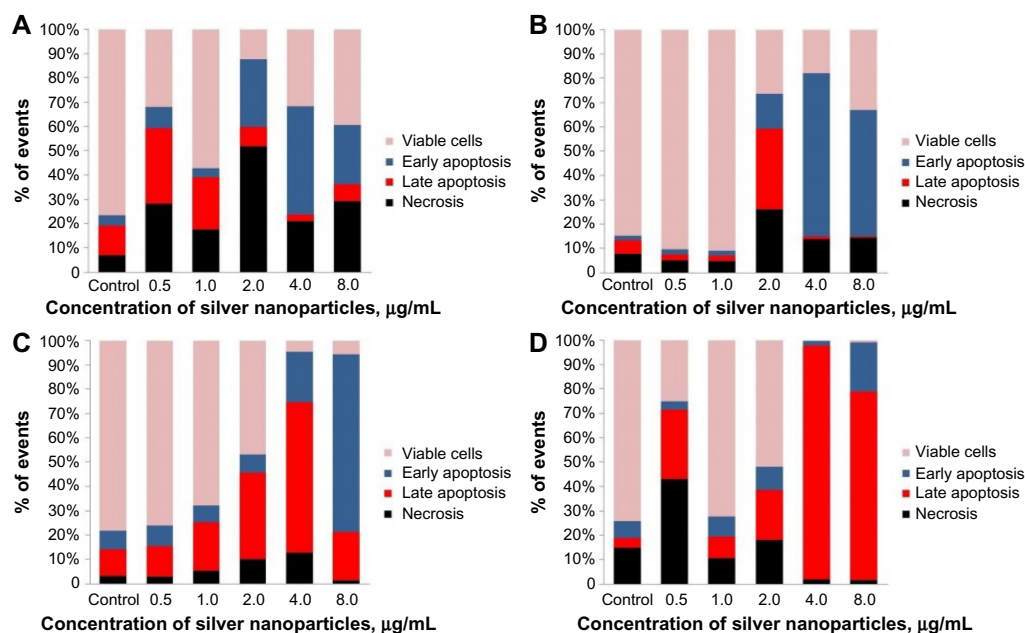 A
100%
90%
80%
70%
60%
50%
40%
30%
20%
10%
0
% of events
Control 0.5 1.0 2.0 4.0 8.0
Concentration of silver nanoparticles, µg/mL
Viable cells
Early apoptosis
Late apoptosis
Necrosis
B
100%
90%
80%
70%
60%
50%
40%
30%
20%
10%
0
% of events
Control 0.5 1.0 2.0 4.0 8.0
Concentration of silver nanoparticles, µg/mL
Viable cells
Early apoptosis
Late apoptosis
Necrosis
C
100%
90%
80%
70%
60%
50%
40%
30%
20%
10%
0
% of events
Control 0.5 1.0 2.0 4.0 8.0
Concentration of silver nanoparticles, µg/mL
Viable cells
Early apoptosis
Late apoptosis
Necrosis
D
100%
90%
80%
70%
60%
50%
40%
30%
20%
10%
0
% of events
Control 0.5 1.0 2.0 4.0 8.0
Concentration of silver nanoparticles, µg/mL
Viable cells
Early apoptosis
Late apoptosis
Necrosis